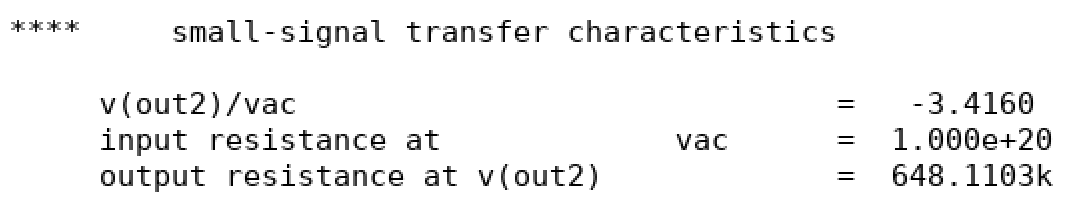 **** small-signal transfer characteristics
v(out2)/vac = -3.4160
input resistance at vac = 1.000e+20
output resistance at v(out2) = 648.1103k